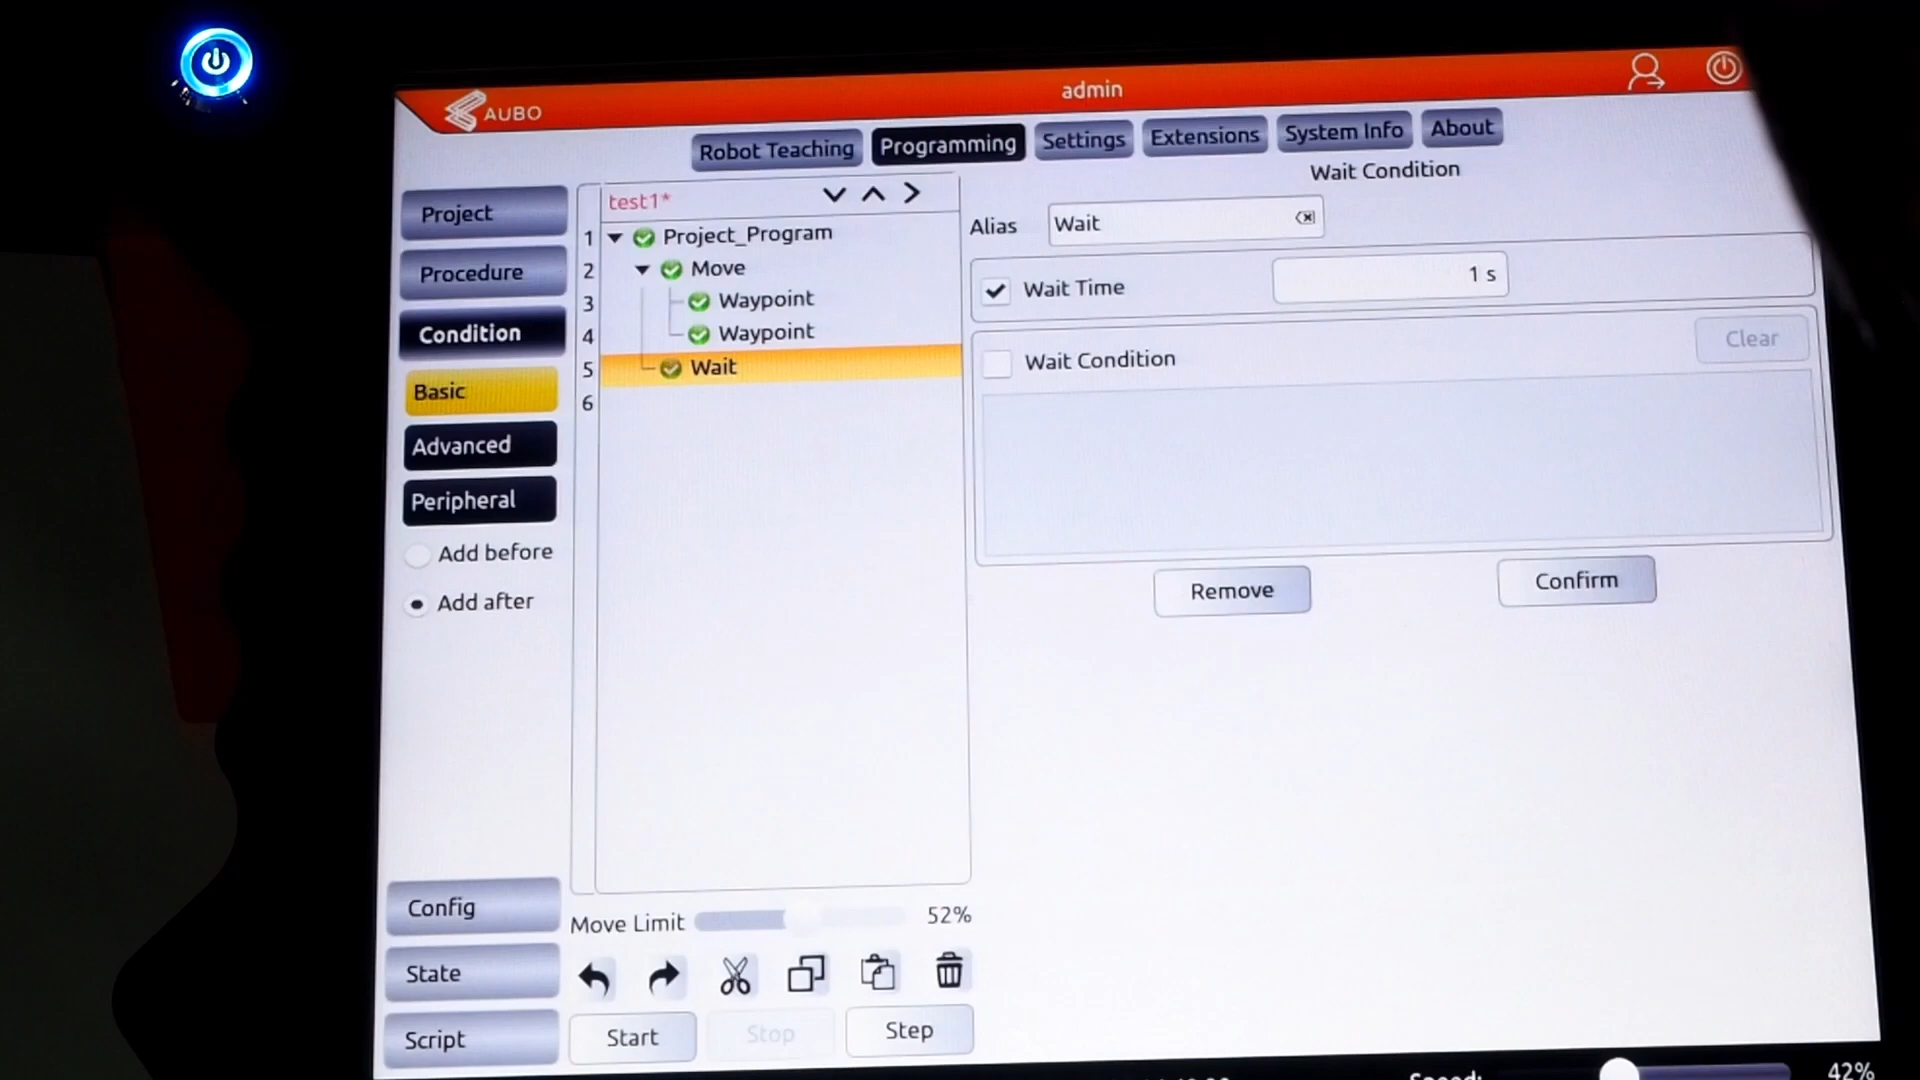 AUBO
admin
Robot Teaching
Programming
Settings
Extensions
System Info
About
Project
Procedure
Condition
Basic
Advanced
Peripheral
Add before
Add after
Config
State
Script
test1*
1 Project_Program
2 Move
3 Waypoint
4 Waypoint
5 Wait
6
Move Limit 52%
Start
Stop
Step
Wait Condition
Alias Wait
Wait Time 1 s
Wait Condition
Clear
Remove
Confirm
Speed: 42%